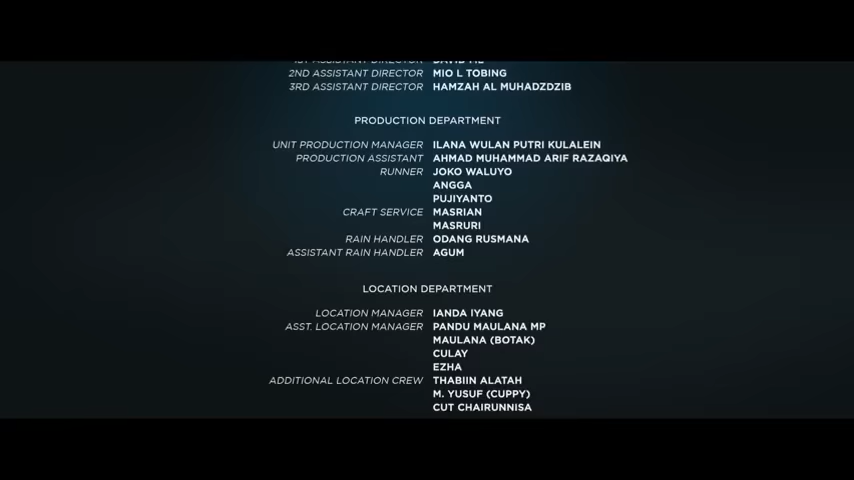 2ND ASSISTANT DIRECTOR MIO L TOBING
3RD ASSISTANT DIRECTOR HAMZAH AL MUHADZDZIB
PRODUCTION DEPARTMENT
UNIT PRODUCTION MANAGER ILANA WULAN PUTRI KULALEIN
PRODUCTION ASSISTANT AHMAD MUHAMMAD ARIF RAZAQIYA
RUNNER JOKO WALUYO
ANGGA
PUJIYANTO
CRAFT SERVICE MASRIAN
MASRURI
RAIN HANDLER ODANG RUSMANA
ASSISTANT RAIN HANDLER AGUM
LOCATION DEPARTMENT
LOCATION MANAGER IANDA IYANG
ASST. LOCATION MANAGER PANDU MAULANA MP
MAULANA (BOTAK)
CULAY
EZHA
ADDITIONAL LOCATION CREW THABIIN ALATAH
M. YUSUF (CUPPY)
CUT CHAIRUNNISA